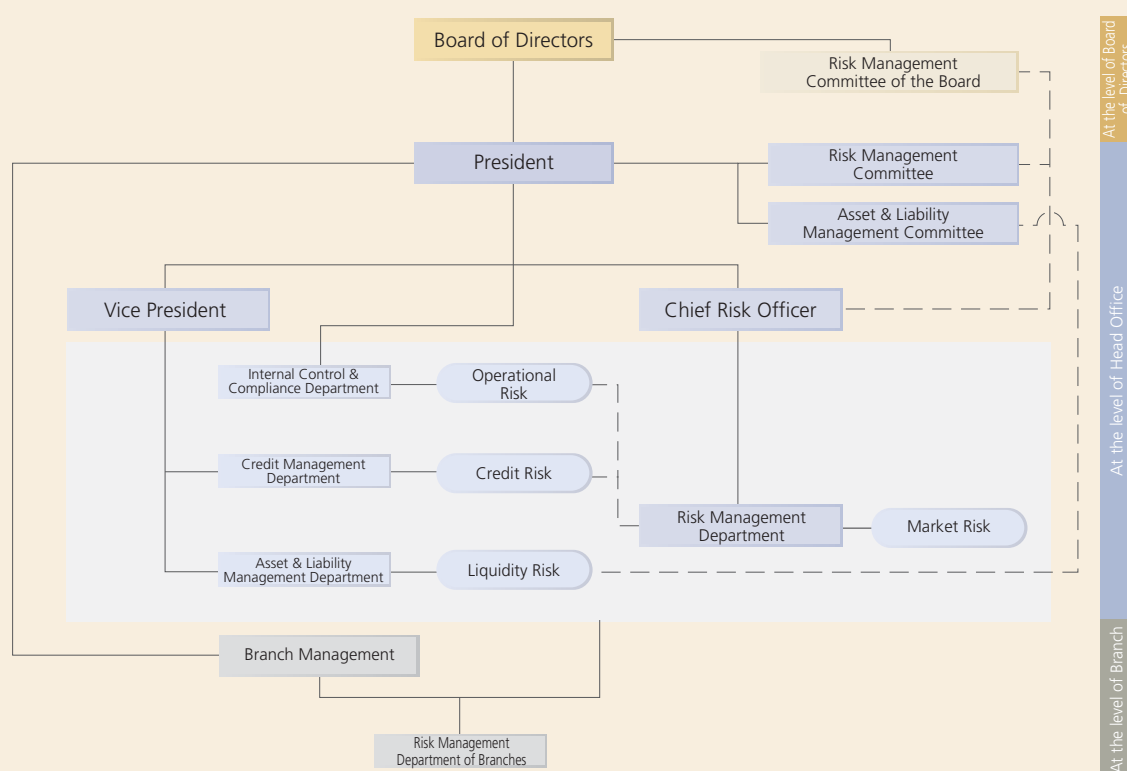 Board of Directors
Risk Management
Committee of the Board
At the level of Board
of Directors
President
Risk Management
Committee
Asset & Liability
Management Committee
Vice President
Chief Risk Officer
At the level of Head Office
Internal Control &
Compliance Department
Operational
Risk
Credit Management
Department
Credit Risk
Risk Management
Department
Market Risk
Asset & Liability
Management Department
Liquidity Risk
Branch Management
At the level of Branch
Risk Management
Department of Branches